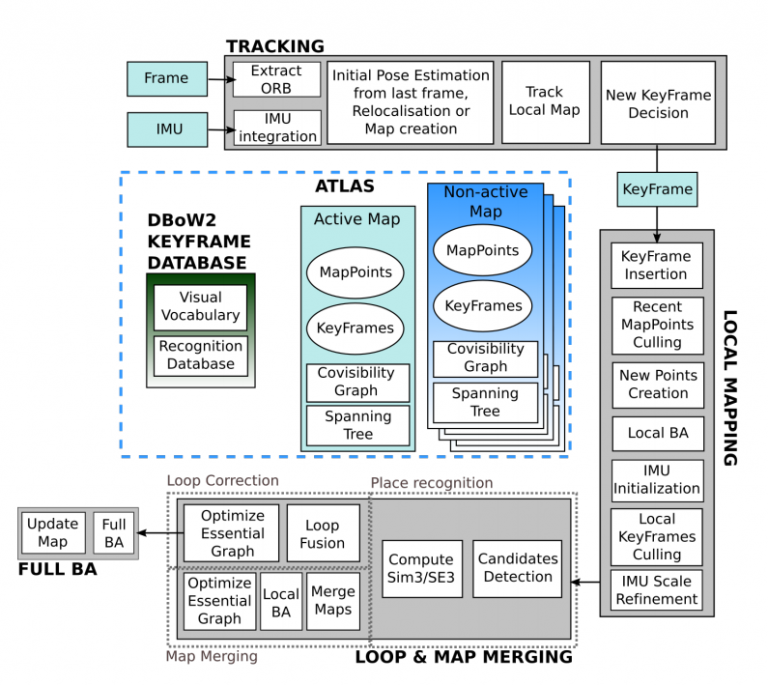 TRACKING
Frame
IMU
Extract
ORB
IMU
integration
Initial Pose Estimation
from last frame,
Relocalisation or
Map creation
Track
Local Map
New KeyFrame
Decision
KeyFrame
ATLAS
DBoW2
KEYFRAME
DATABASE
Visual
Vocabulary
Recognition
Database
Active Map
MapPoints
KeyFrames
Covisibility
Graph
Spanning
Tree
Non-active
Map
MapPoints
KeyFrames
Covisibility
Graph
Spanning
Tree
LOCAL MAPPING
KeyFrame
Insertion
Recent
MapPoints
Culling
New Points
Creation
Local BA
IMU
Initialization
Local
KeyFrames
Culling
IMU Scale
Refinement
Loop Correction
Place recognition
Optimize
Essential
Graph
Loop
Fusion
Compute
Sim3/SE3
Candidates
Detection
Optimize
Essential
Graph
Local
BA
Merge
Maps
Map Merging
LOOP & MAP MERGING
Update
Map
Full
BA
FULL BA